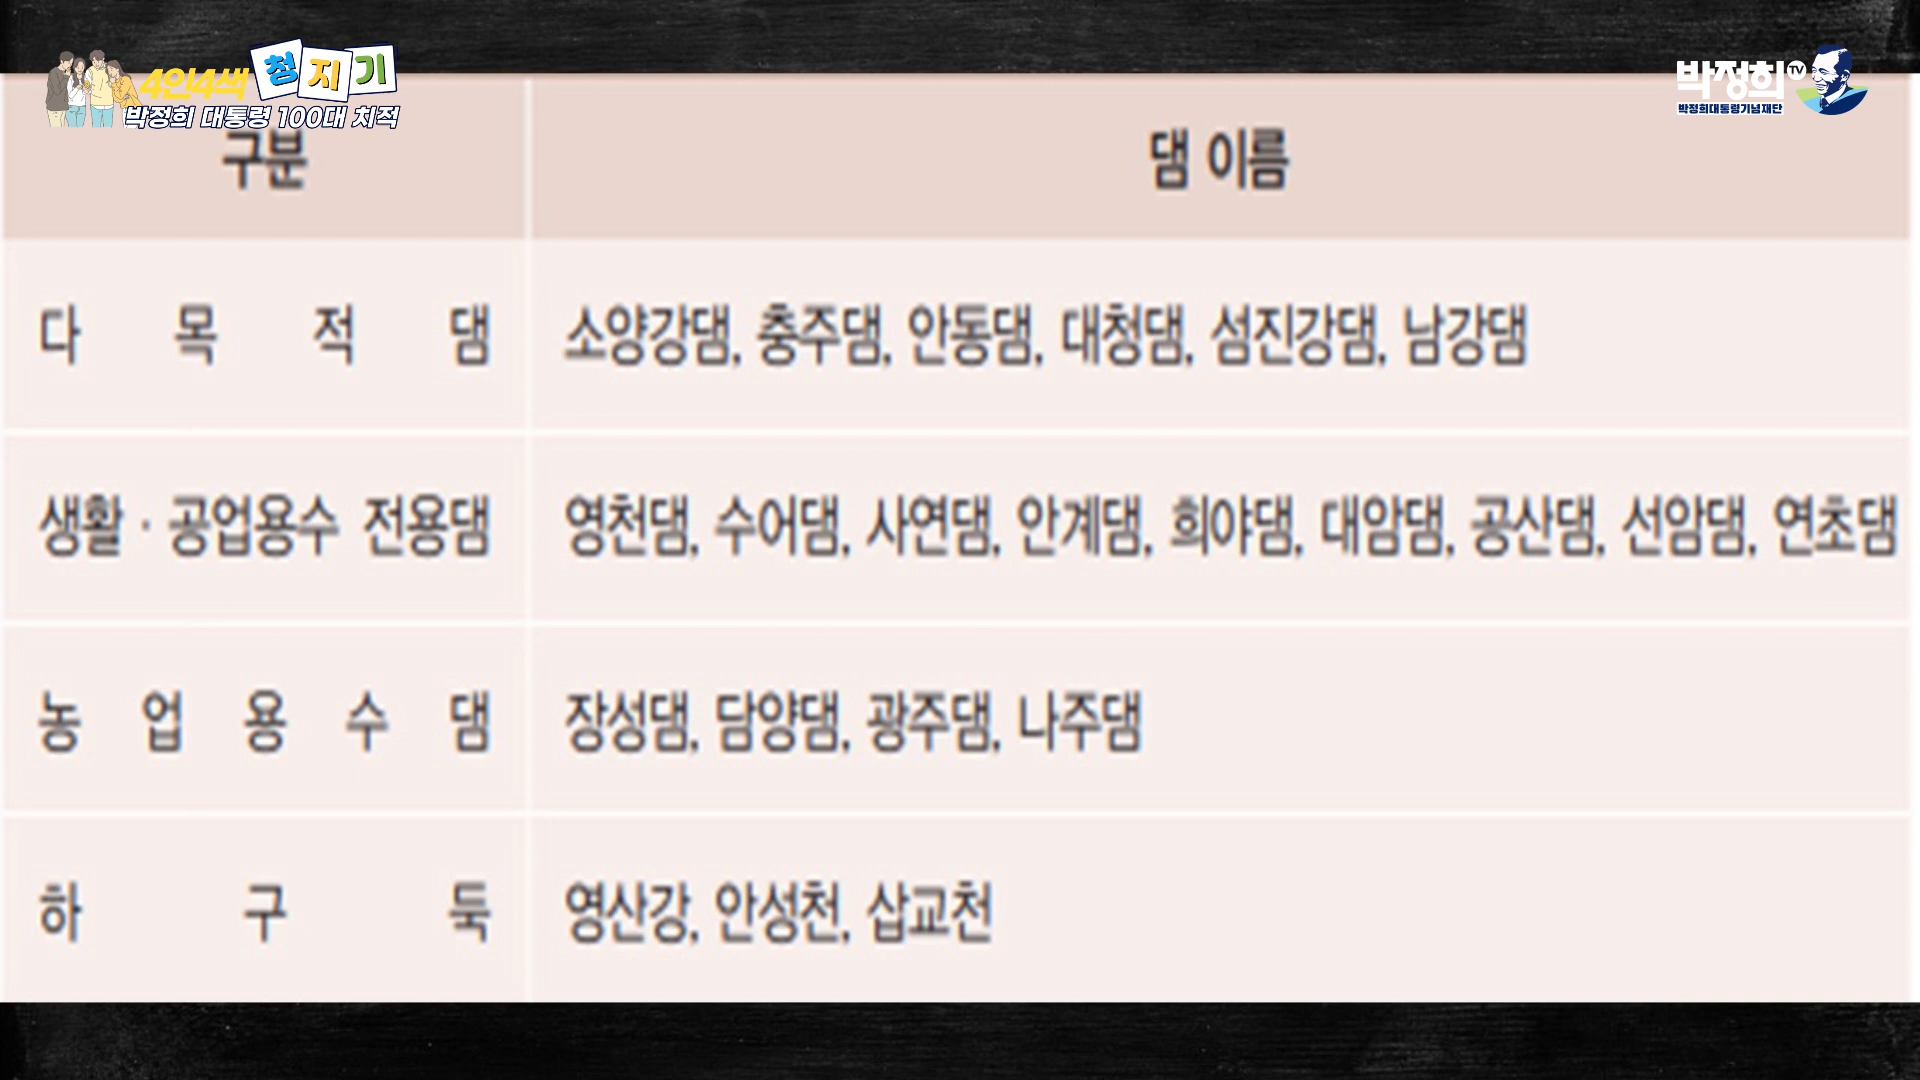 4인4색 청지기
박정희 대통령 100대 치적
박정희TV
박정희대통령기념재단
구분 댐 이름
다목적댐 소양강댐, 충주댐, 안동댐, 대청댐, 섬진강댐, 남강댐
생활·공업용수 전용댐 영천댐, 수어댐, 사연댐, 안계댐, 희야댐, 대암댐, 공산댐, 선암댐, 연초댐
농업용수댐 장성댐, 담양댐, 광주댐, 나주댐
하구둑 영산강, 안성천, 삽교천